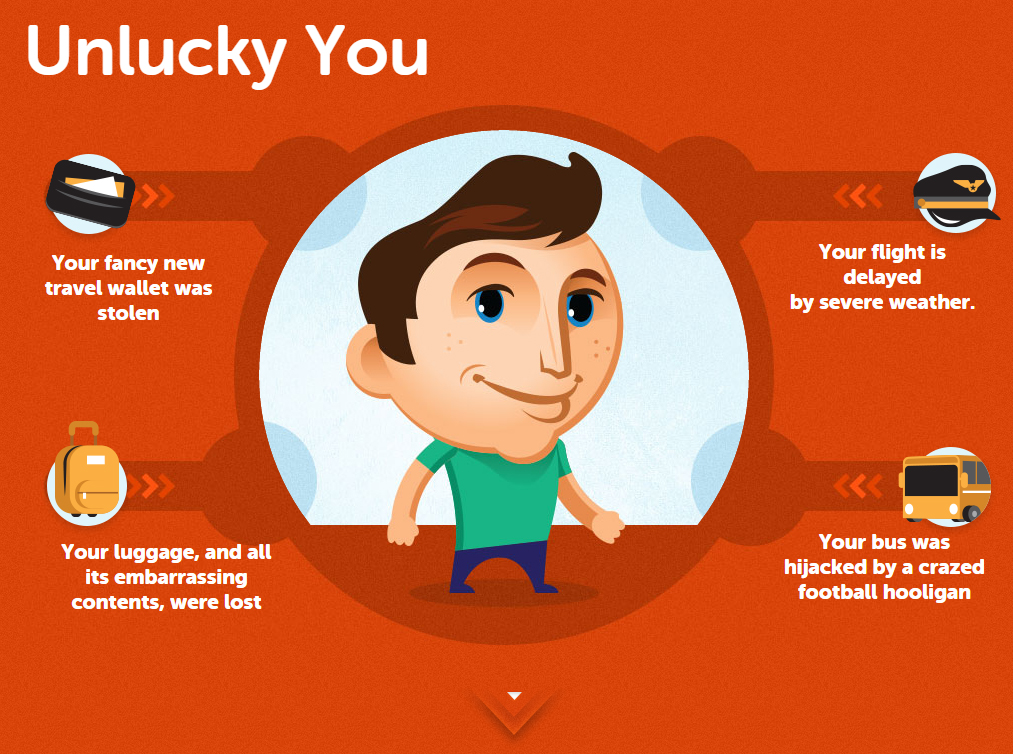 Unlucky You
Your fancy new
travel wallet was
stolen
Your flight is
delayed
by severe weather.
Your luggage, and all
its embarrassing
contents, were lost
Your bus was
hijacked by a crazed
football hooligan